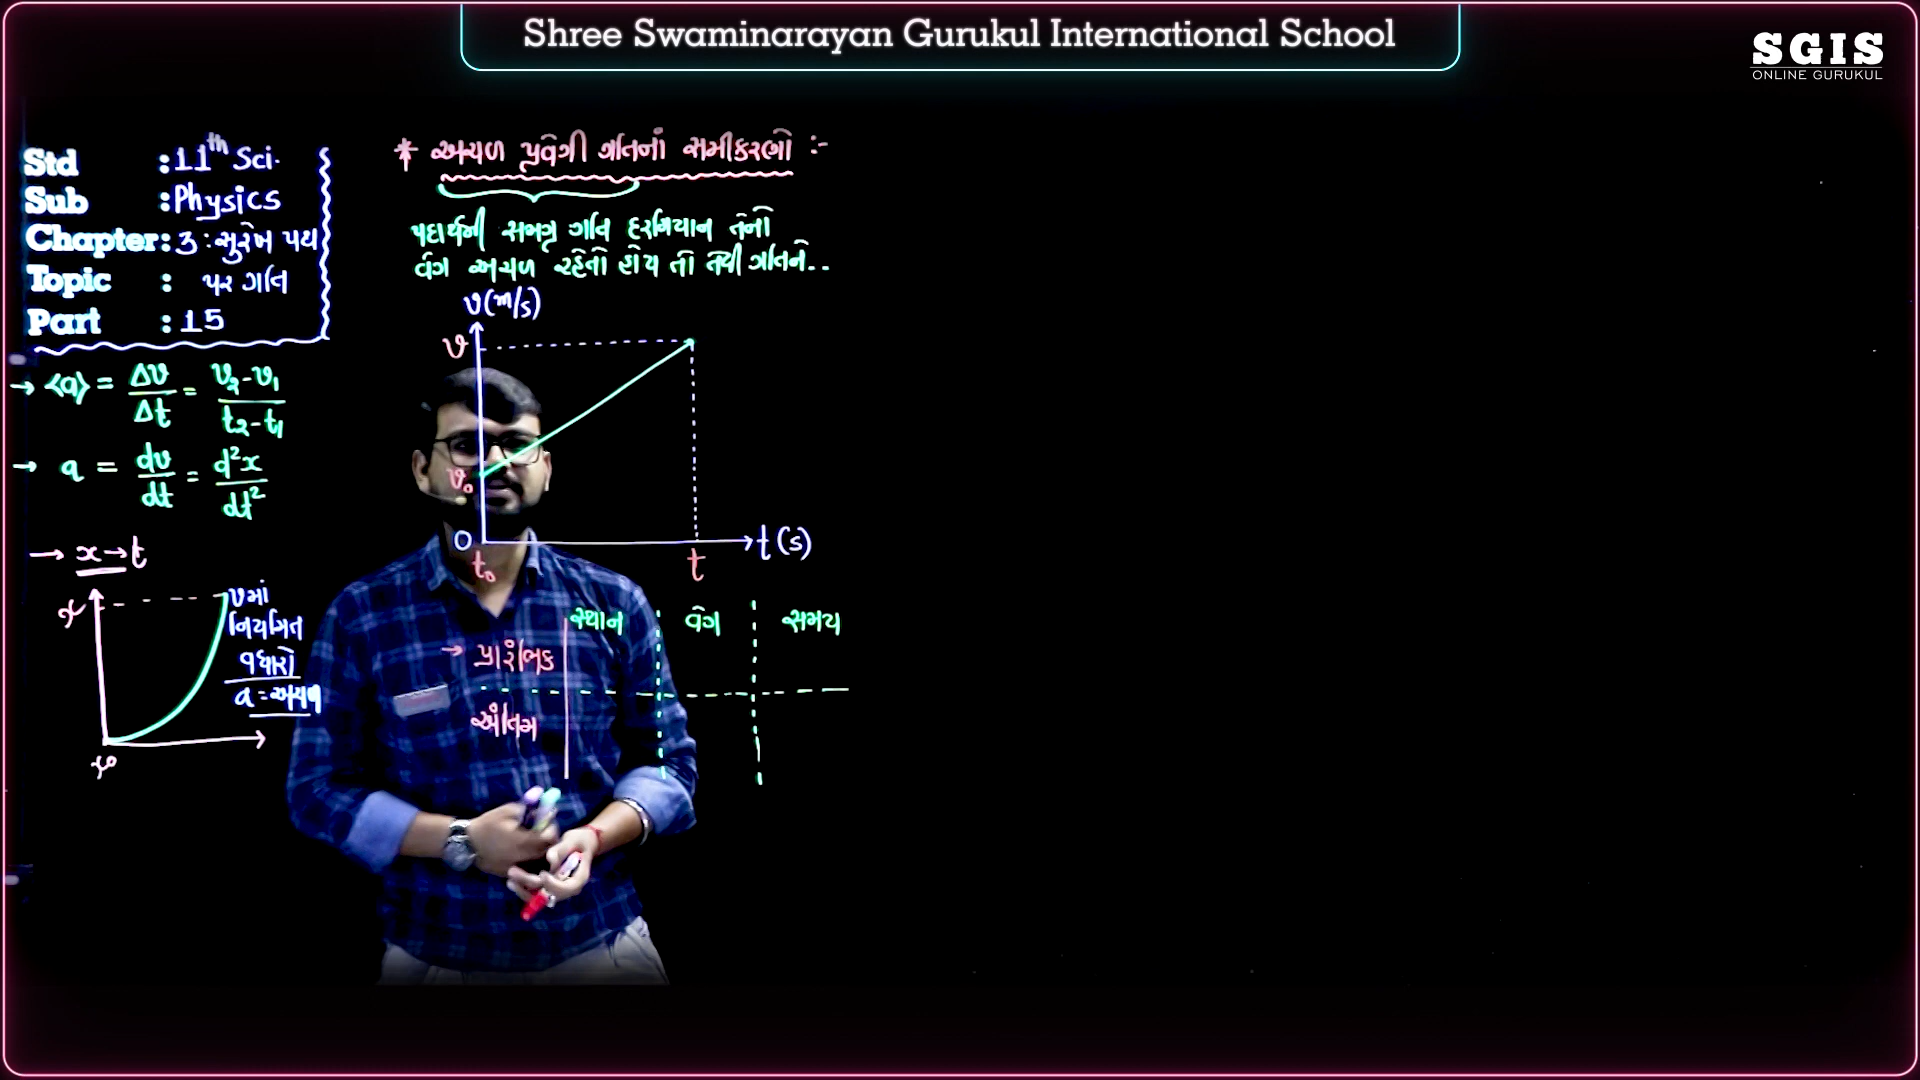 Shree Swaminarayan Gurukul International School
SGIS
ONLINE GURUKUL
Std : 11th Sci.
Sub : Physics
Chapter: 3 : સુરેખ પથ
Topic : પર ગતિ
Part : 15
→ <a> = Δv/Δt = v2-v1/t2-t1
→ a = dv/dt = d²x/dt²
→ x→t
x
vમાં
નિયમિત
વધારો
a = અચળ
x0
* અચળ પ્રવેગી ગતિનાં સમીકરણો :-
પદાર્થની સમગ્ર ગતિ દરમિયાન તેનો
વેગ અચળ રહેતો હોય તો તેવી ગતિને..
v(m/s)
v
v0
O
t(s)
t0
t
સ્થાન વેગ સમય
→ પ્રારંભિક
અંતિમ